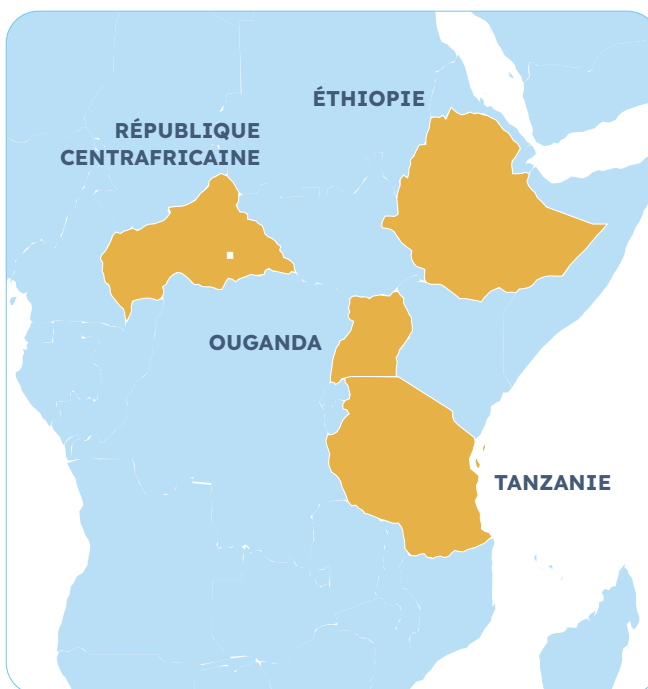 ÉTHIOPIE
RÉPUBLIQUE
CENTRAFRICAINE
OUGANDA
TANZANIE